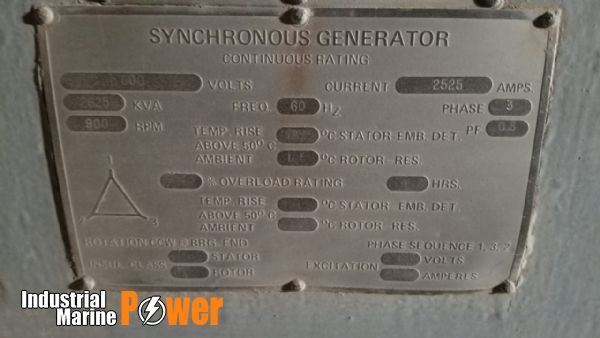 SYNCHRONOUS GENERATOR
CONTINUOUS RATING
600 VOLTS CURRENT 2525 AMPS.
2625 KVA FREQ. 60 HZ PHASE 3
900 RPM TEMP. RISE °C STATOR EMB. DET. PF 0.8
ABOVE 50° C
AMBIENT °C ROTOR - RES.
% OVERLOAD RATING HRS.
TEMP. RISE °C STATOR EMB. DET.
ABOVE 50° C
AMBIENT °C ROTOR - RES.
1
2 3
ROTATION CCW @ BRG. END PHASE SEQUENCE 1, 3, 2
INSUL. CLASS STATOR EXCITATION VOLTS
ROTOR AMPERES
Industrial
Marine Power